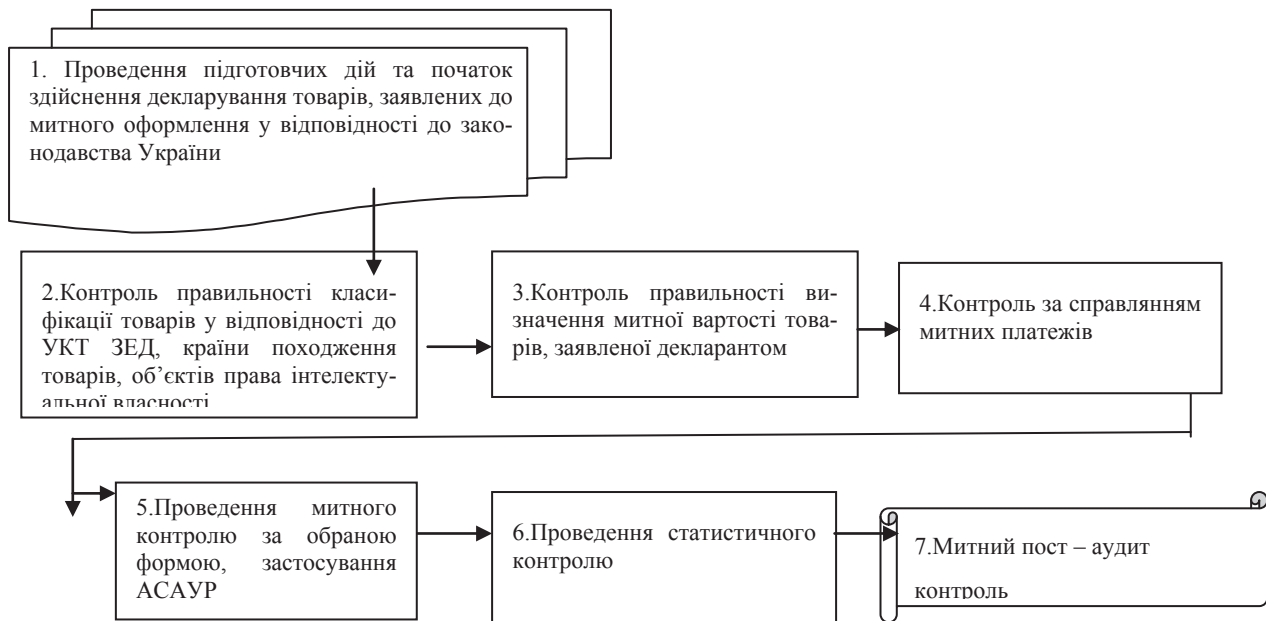 1. Проведення підготовчих дій та початок
здійснення декларування товарів, заявлених до
митного оформлення у відповідності до зако-
нодавства України
2.Контроль правильності класи-
фікації товарів у відповідності до
УКТ ЗЕД, країни походження
товарів, об’єктів права інтелекту-
альної власності
3.Контроль правильності ви-
значення митної вартості това-
рів, заявленої декларантом
4.Контроль за справлянням
митних платежів
5.Проведення митного
контролю за обраною
формою, застосування
АСАУР
6.Проведення статистичного
контролю
7.Митний пост – аудит
контроль